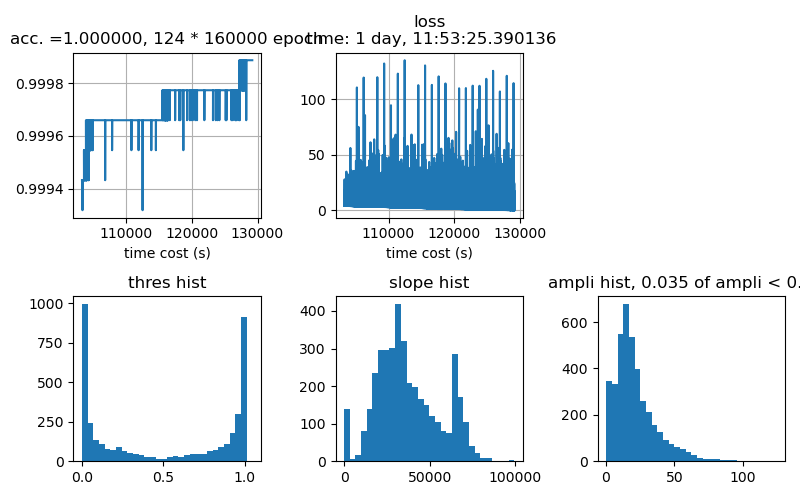 loss
acc. =1.000000, 124 * 160000 epoch
time: 1 day, 11:53:25.390136
0.9998
0.9996
0.9994
110000 120000 130000
time cost (s)
100
50
0
110000 120000 130000
time cost (s)
thres hist
1000
750
500
250
0
0.0 0.5 1.0
slope hist
400
300
200
100
0
0 50000 100000
ampli hist, 0.035 of ampli < 0.
600
400
200
0
0 50 100